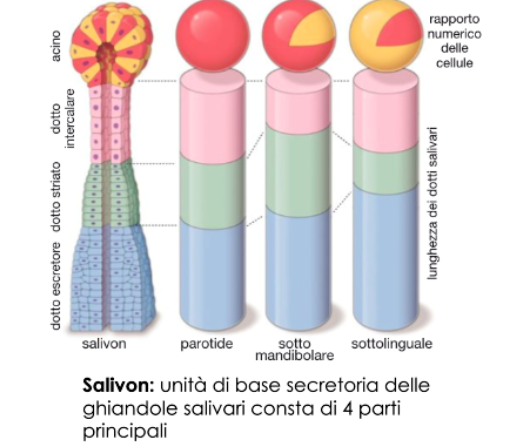 rapporto
numerico
delle
cellule
acino
dotto
intercalare
dotto striato
dotto escretore
lunghezza dei dotti salivari
salivon
parotide
sotto
mandibolare
sottolinguale
Salivon: unità di base secretoria delle
ghiandole salivari consta di 4 parti
principali